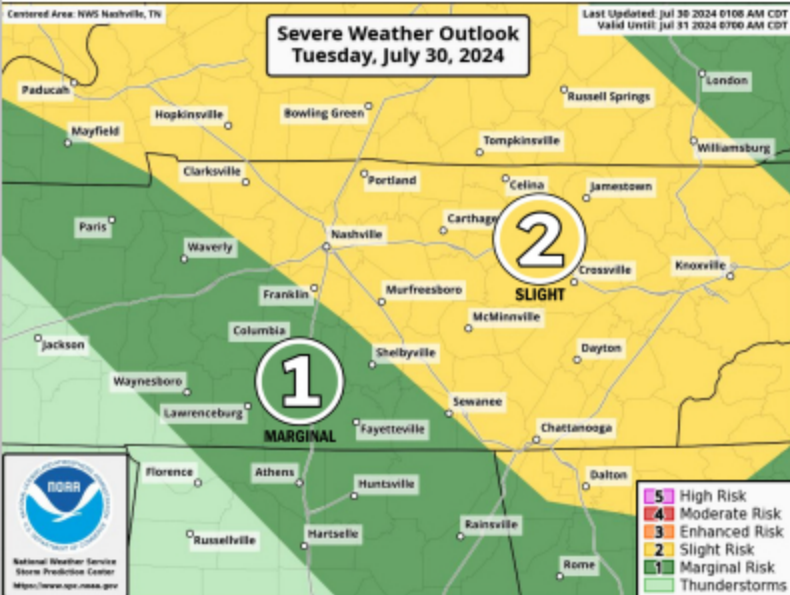 Centered Area: NWS Nashville, TN
Severe Weather Outlook
Tuesday, July 30, 2024
Last Updated: Jul 30 2024 0108 AM CDT
Valid Until: Jul 31 2024 0700 AM CDT
London
Paducah
Russell Springs
Hopkinsville
Bowling Green
Mayfield
Tompkinsville
Williamsburg
Clarksville
Portland
Celina
Jamestown
Paris
Carthage
Nashville
2
Waverly
Crossville
Knoxville
Franklin
Murfreesboro
SLIGHT
McMinnville
Columbia
Jackson
Shelbyville
Dayton
Waynesboro
1
Sewanee
Lawrenceburg
Fayetteville
Chattanooga
MARGINAL
Florence
Athens
Huntsville
Dalton
Russellville
Hartselle
Rainsville
Rome
NOAA
National Weather Service
Storm Prediction Center
https://www.spc.noaa.gov
5 High Risk
4 Moderate Risk
3 Enhanced Risk
2 Slight Risk
1 Marginal Risk
Thunderstorms